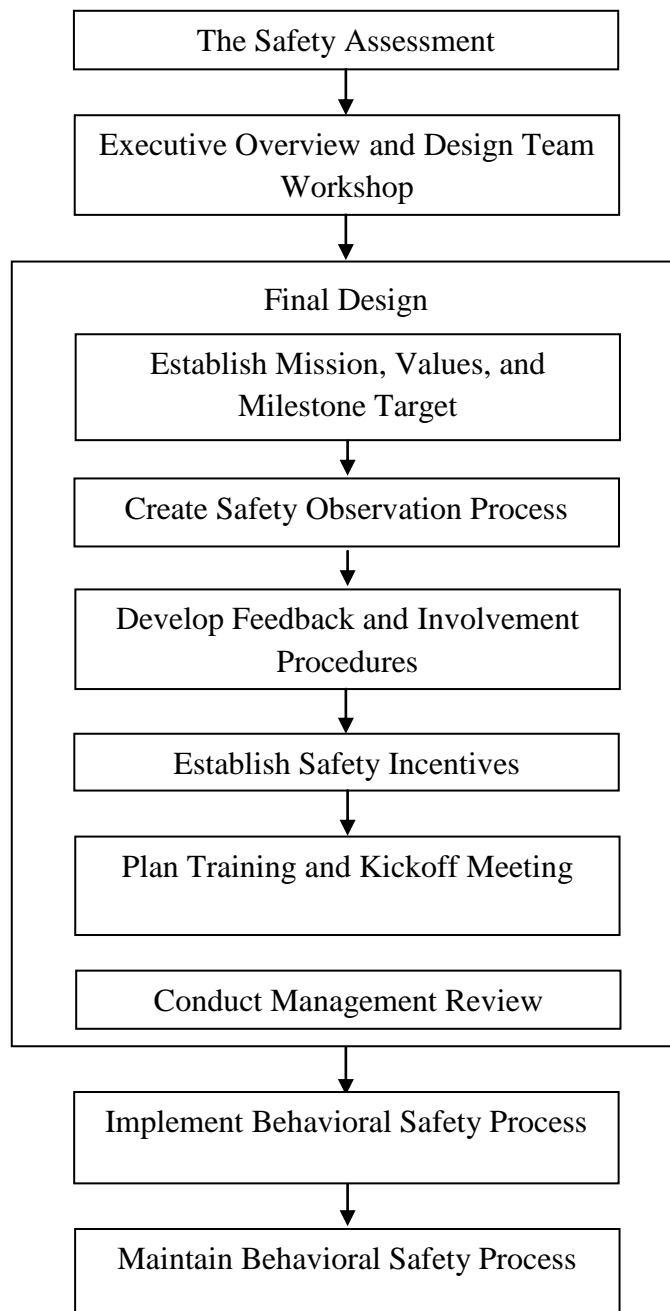 The Safety Assessment
Executive Overview and Design Team
Workshop
Final Design
Establish Mission, Values, and
Milestone Target
Create Safety Observation Process
Develop Feedback and Involvement
Procedures
Establish Safety Incentives
Plan Training and Kickoff Meeting
Conduct Management Review
Implement Behavioral Safety Process
Maintain Behavioral Safety Process